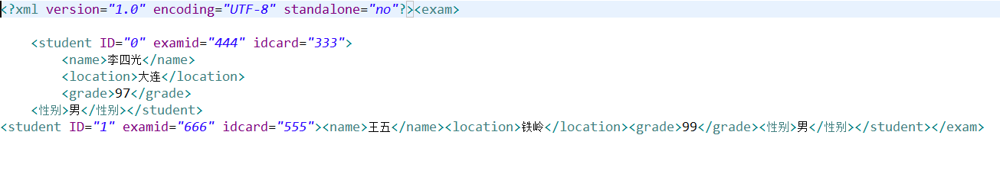 <?xml version="1.0" encoding="UTF-8" standalone="no"?><exam>
<student ID="0" examid="444" idcard="333">
<name>李四光</name>
<location>大连</location>
<grade>97</grade>
<性别>男</性别></student>
<student ID="1" examid="666" idcard="555"><name>王五</name><location>铁岭</location><grade>99</grade><性别>男</性别></student></exam>